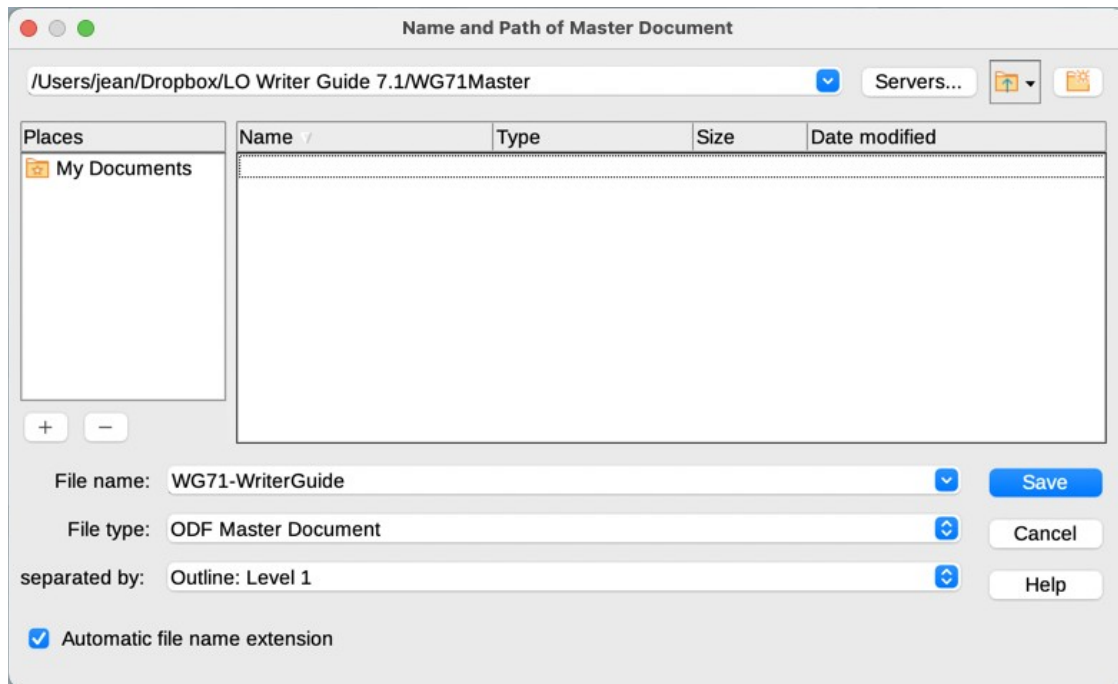 Name and Path of Master Document
/Users/jean/Dropbox/LO Writer Guide 7.1/WG71Master Servers...
Places Name Type Size Date modified
My Documents
File name: WG71-WriterGuide Save
File type: ODF Master Document Cancel
separated by: Outline: Level 1 Help
Automatic file name extension